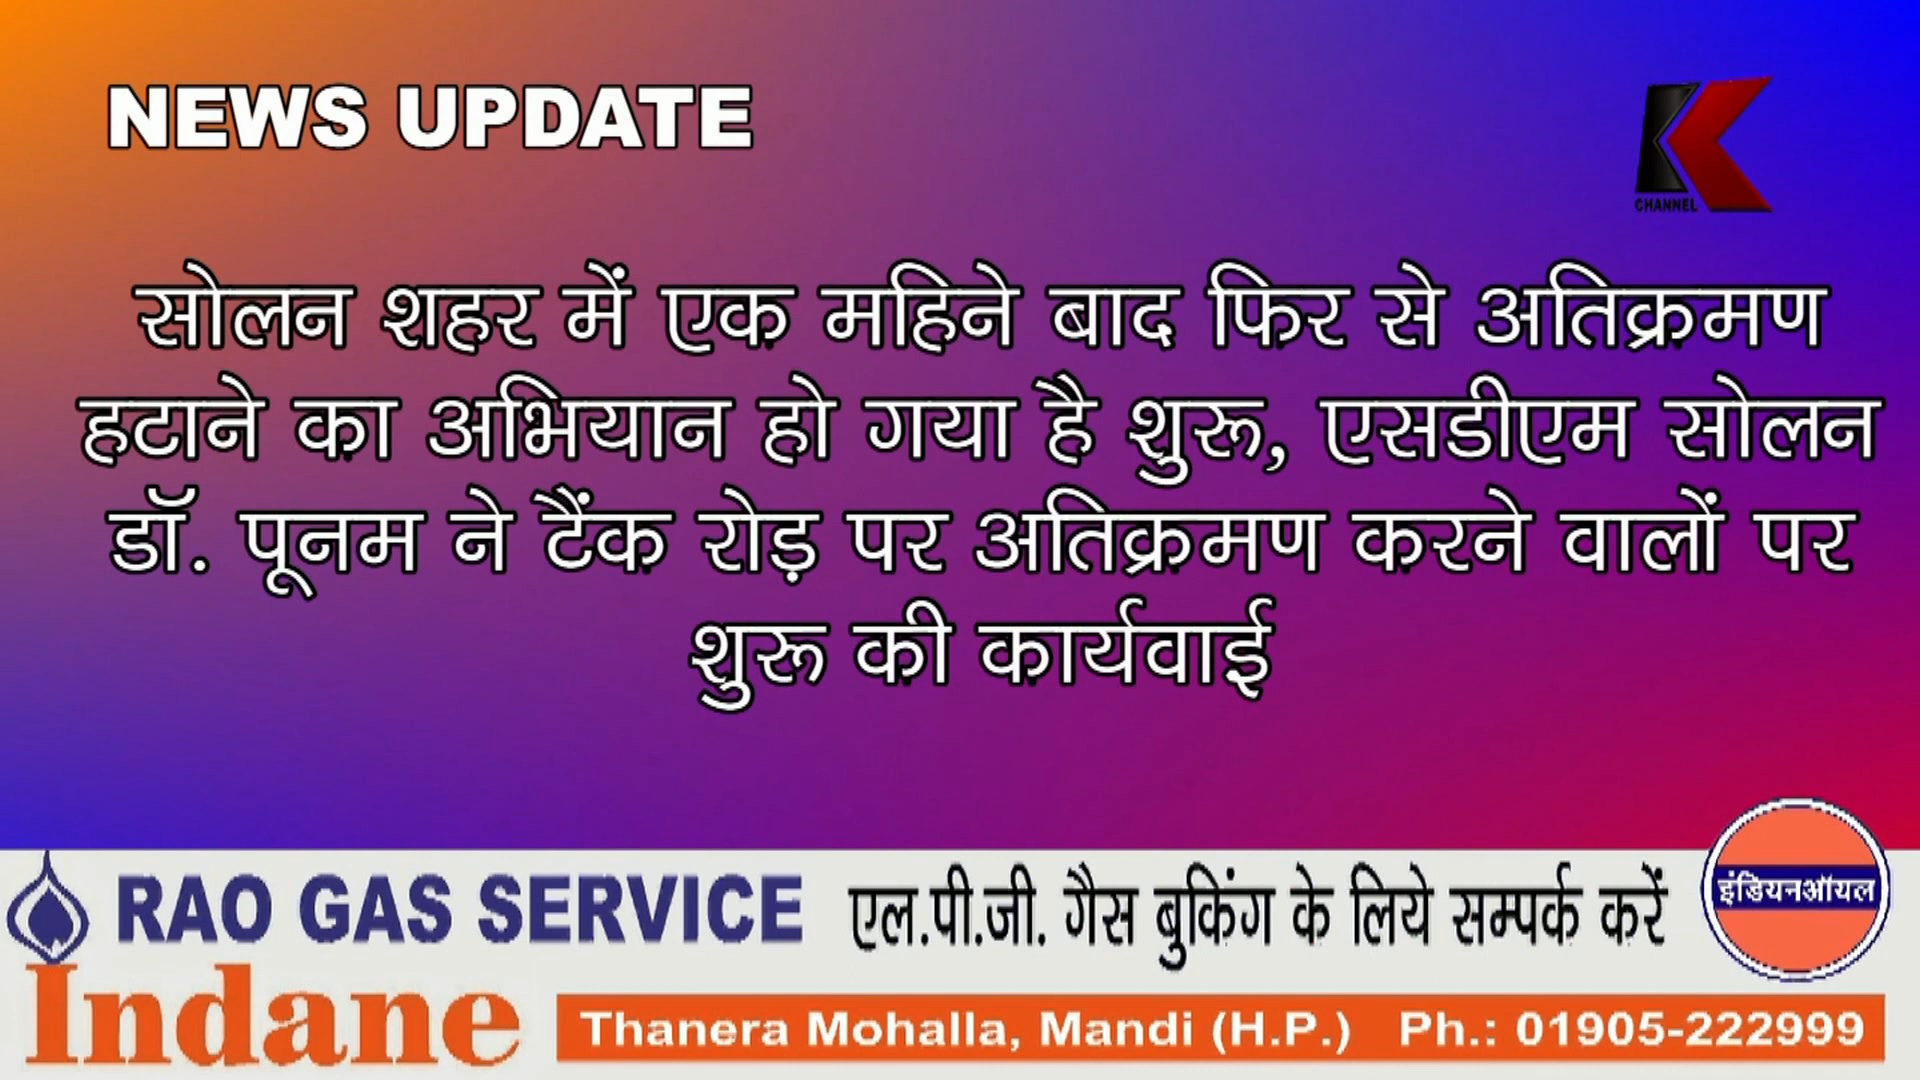 NEWS UPDATE
CHANNEL
सोलन शहर में एक महिने बाद फिर से अतिक्रमण
हटाने का अभियान हो गया है शुरू, एसडीएम सोलन
डॉ. पूनम ने टैंक रोड़ पर अतिक्रमण करने वालों पर
शुरू की कार्यवाई
RAO GAS SERVICE एल.पी.जी. गैस बुकिंग के लिये सम्पर्क करें
इंडियनऑयल
Indane
Thanera Mohalla, Mandi (H.P.) Ph.: 01905-222999